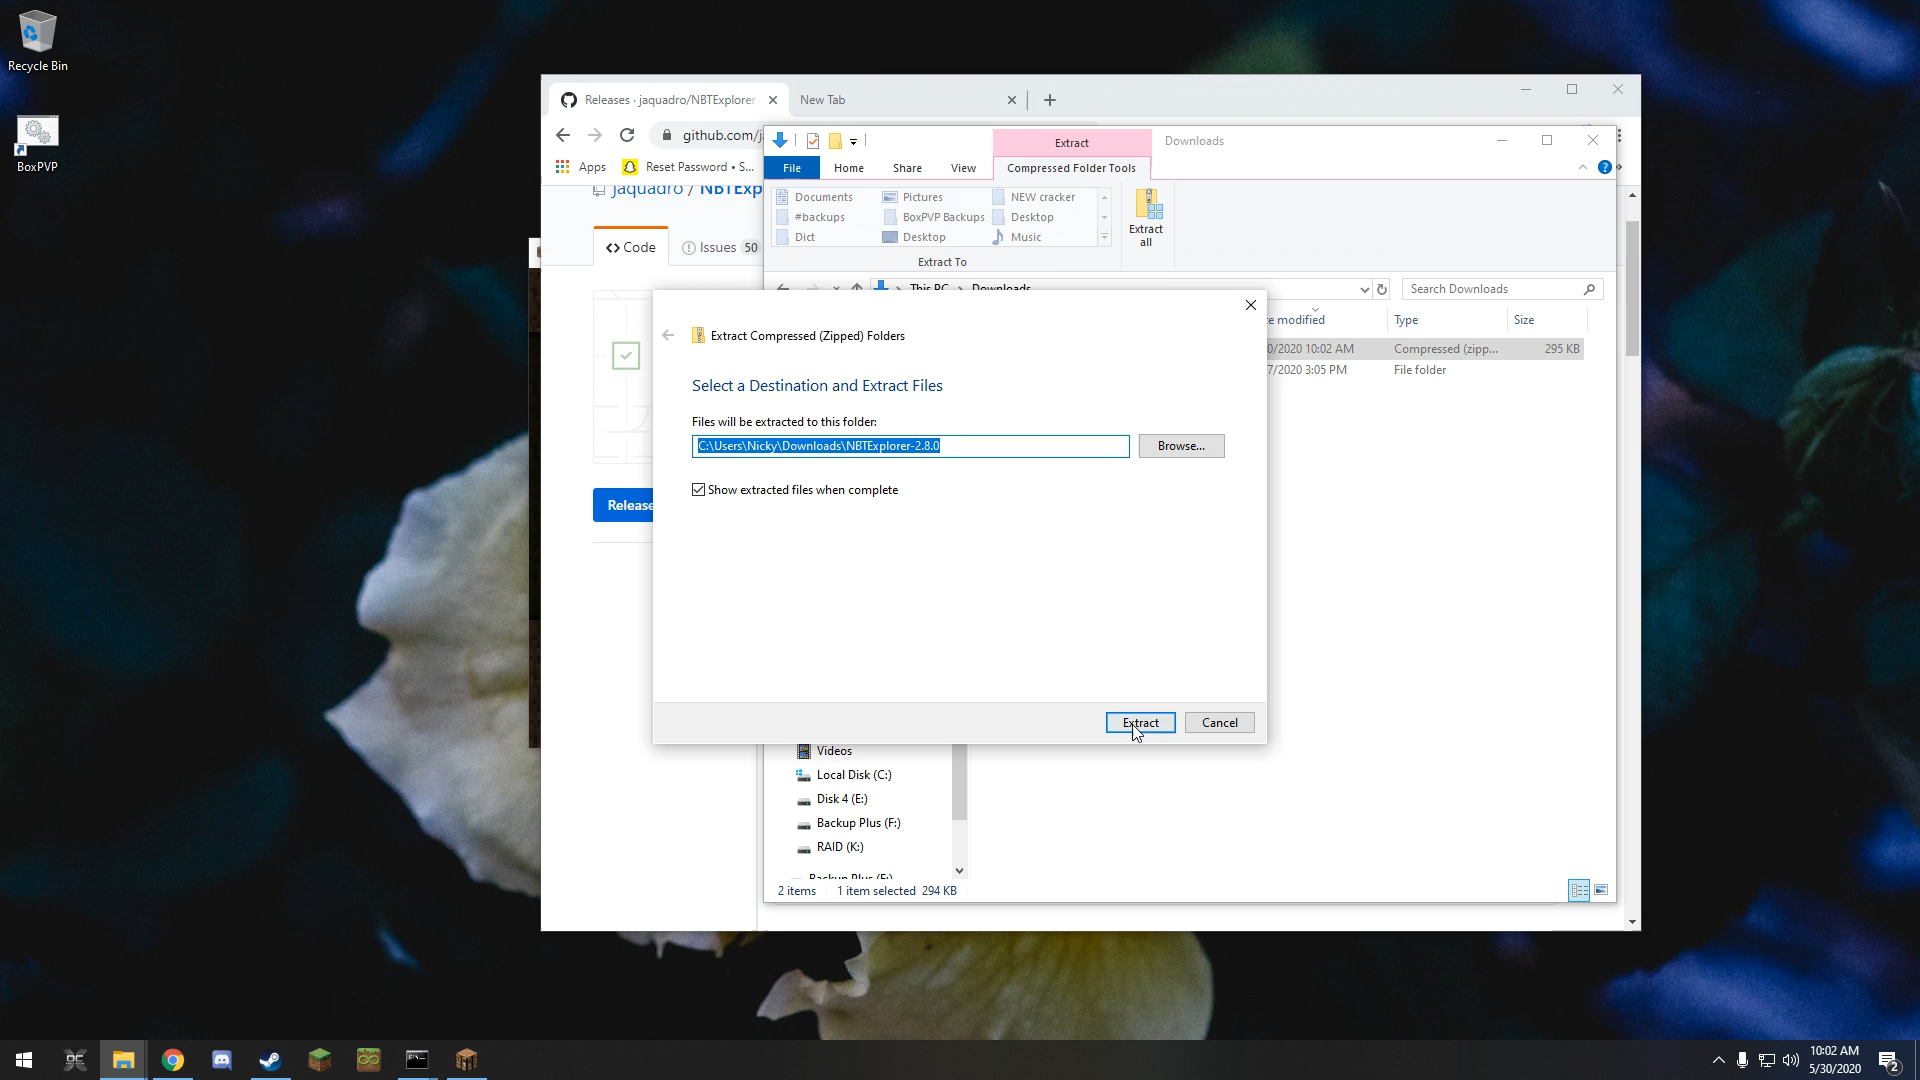 Recycle Bin
BoxPVP
Releases · jaquadro/NBTExplorer
New Tab
github.com/j
Apps
Reset Password • S...
jaquadro / NBTExp
Code
Issues 50
Release
Extract
Downloads
File
Home
Share
View
Compressed Folder Tools
Documents
Pictures
NEW cracker
#backups
BoxPVP Backups
Desktop
Dict
Desktop
Music
Extract all
Extract To
This PC
Downloads
Search Downloads
modified
Type
Size
0/2020 10:02 AM
Compressed (zipp...
295 KB
7/2020 3:05 PM
File folder
Extract Compressed (Zipped) Folders
Select a Destination and Extract Files
Files will be extracted to this folder:
C:\Users\Nicky\Downloads\NBTExplorer-2.8.0
Browse...
Show extracted files when complete
Extract
Cancel
Videos
Local Disk (C:)
Disk 4 (E:)
Backup Plus (F:)
RAID (K:)
Backup Plus (F:)
2 items
1 item selected 294 KB
10:02 AM
5/30/2020
2